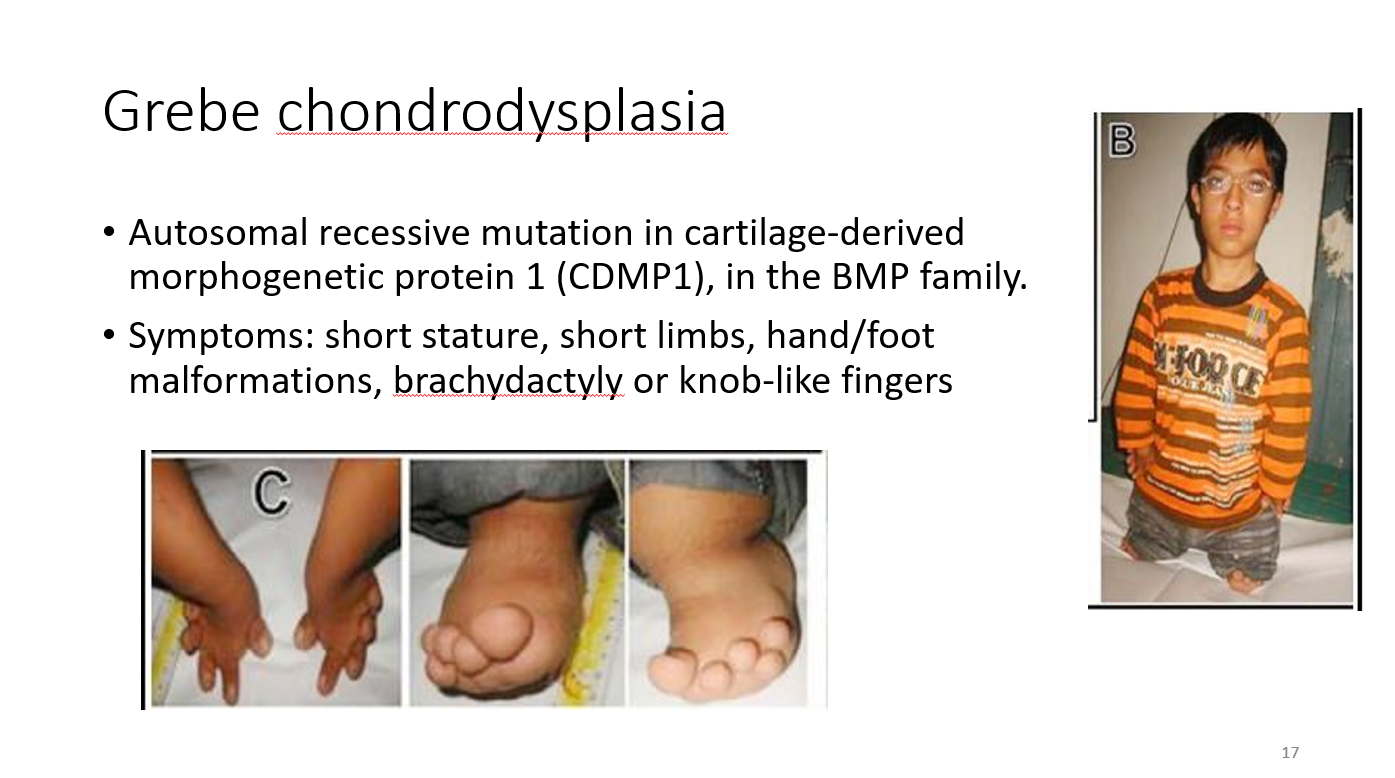 Grebe chondrodysplasia
• Autosomal recessive mutation in cartilage-derived
morphogenetic protein 1 (CDMP1), in the BMP family.
• Symptoms: short stature, short limbs, hand/foot
malformations, brachydactyly or knob-like fingers
B
C
17